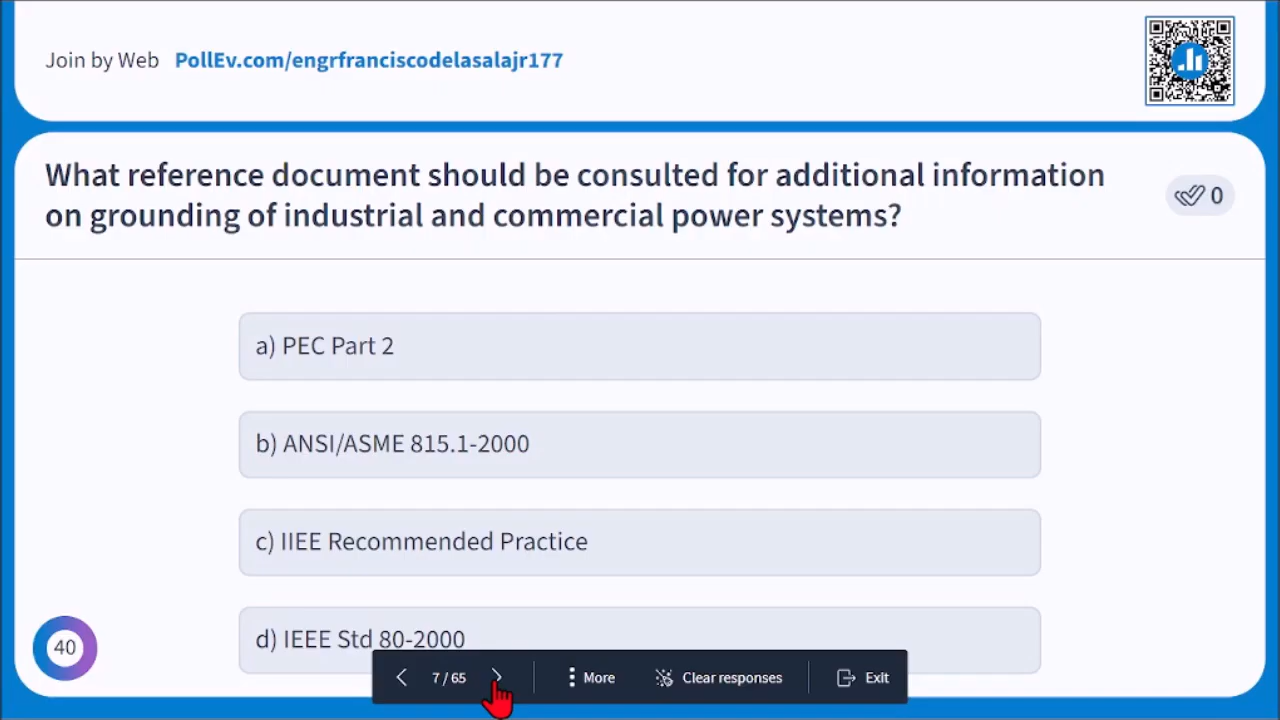 Join by Web PollEv.com/engrfranciscodelasalajr177
What reference document should be consulted for additional information
on grounding of industrial and commercial power systems?
0
a) PEC Part 2
b) ANSI/ASME 815.1-2000
c) IIEE Recommended Practice
d) IEEE Std 80-2000
40
7 / 65 More Clear responses Exit